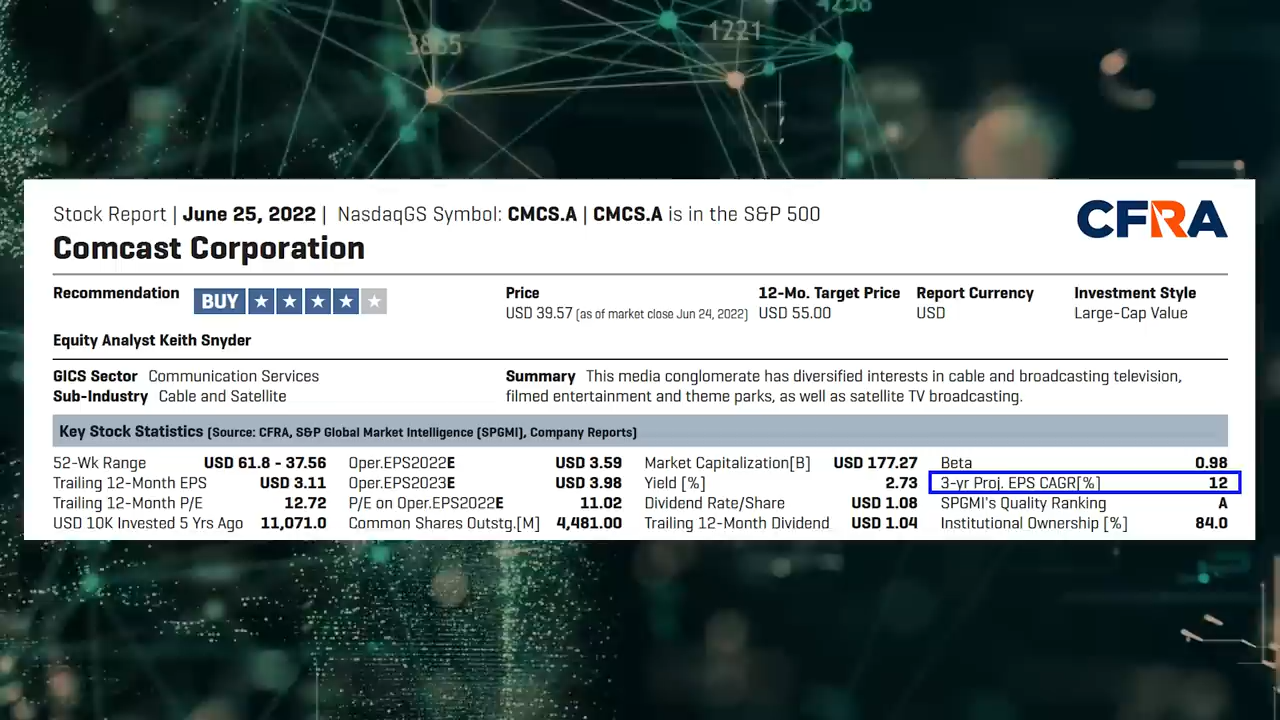 3855
1221
4256
Stock Report | June 25, 2022 | NasdaqGS Symbol: CMCS.A | CMCS.A is in the S&P 500
CFRA
Comcast Corporation
Recommendation BUY
Price
USD 39.57 (as of market close Jun 24, 2022)
12-Mo. Target Price
USD 55.00
Report Currency
USD
Investment Style
Large-Cap Value
Equity Analyst Keith Snyder
GICS Sector Communication Services
Sub-Industry Cable and Satellite
Summary This media conglomerate has diversified interests in cable and broadcasting television,
filmed entertainment and theme parks, as well as satellite TV broadcasting.
Key Stock Statistics (Source: CFRA, S&P Global Market Intelligence (SPGMI), Company Reports)
52-Wk Range USD 61.8 - 37.56 Oper.EPS2022E USD 3.59 Market Capitalization[B] USD 177.27 Beta 0.98
Trailing 12-Month EPS USD 3.11 Oper.EPS2023E USD 3.98 Yield [%] 2.73 3-yr Proj. EPS CAGR[%] 12
Trailing 12-Month P/E 12.72 P/E on Oper.EPS2022E 11.02 Dividend Rate/Share USD 1.08 SPGMI's Quality Ranking A
USD 10K Invested 5 Yrs Ago 11,071.0 Common Shares Outstg.[M] 4,481.00 Trailing 12-Month Dividend USD 1.04 Institutional Ownership [%] 84.0